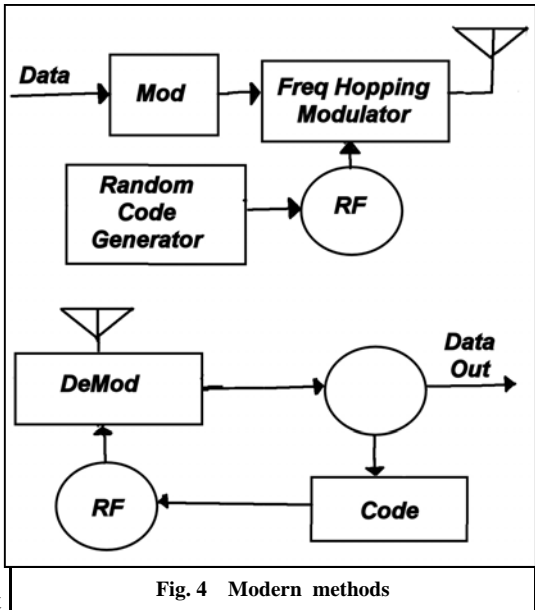 Data
Mod
Freq Hopping
Modulator
Random
Code
Generator
RF
DeMod
Data
Out
RF
Code
Fig. 4 Modern methods